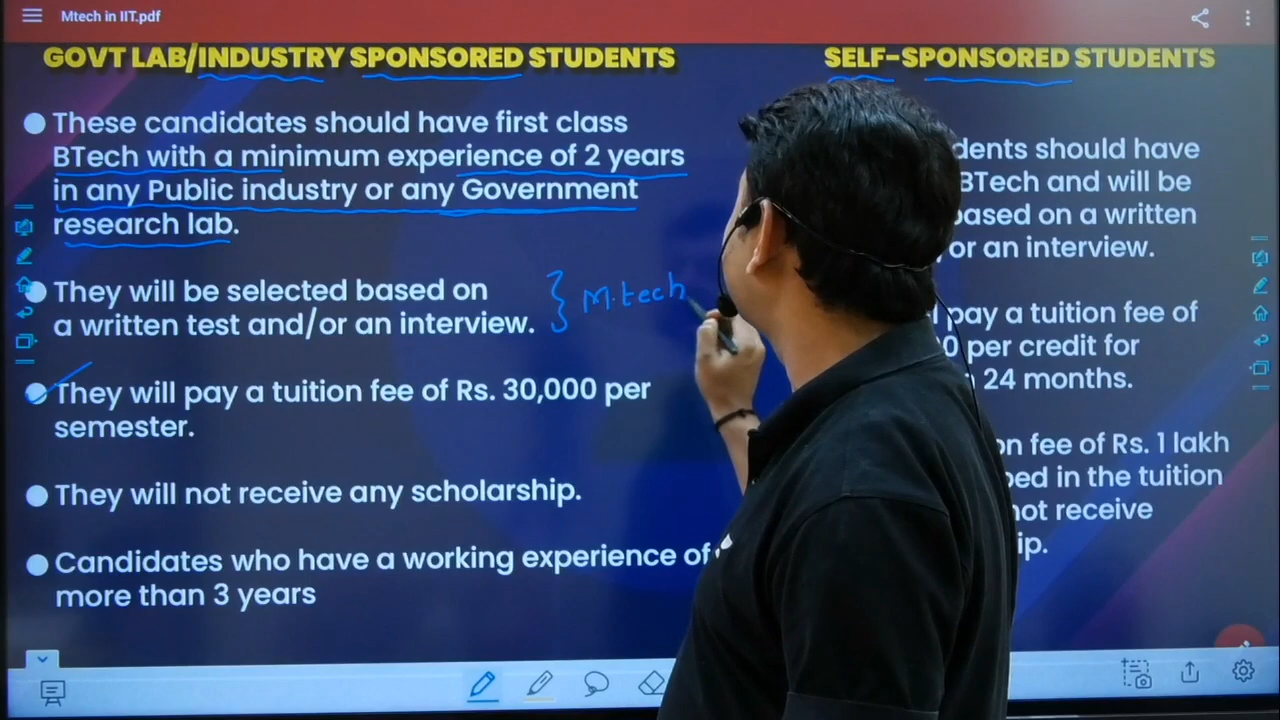 Mtech in IIT.pdf
GOVT LAB/INDUSTRY SPONSORED STUDENTS
These candidates should have first class
BTech with a minimum experience of 2 years
in any Public industry or any Government
research lab.
They will be selected based on
a written test and/or an interview.
M.tech
They will pay a tuition fee of Rs. 30,000 per
semester.
They will not receive any scholarship.
Candidates who have a working experience of
more than 3 years
SELF-SPONSORED STUDENTS
should have
BTech and will be
based on a written
or an interview.
pay a tuition fee of
per credit for
24 months.
fee of Rs. 1 lakh
in the tuition
not receive